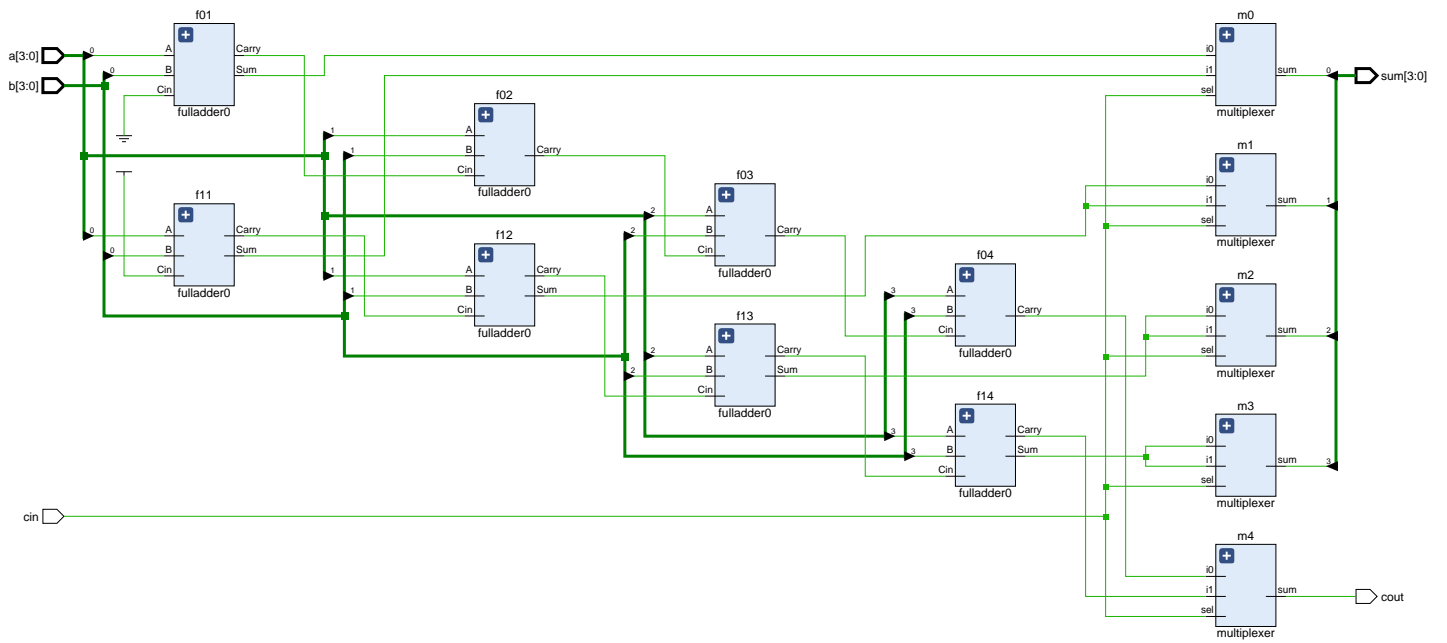 a[3:0]
b[3:0]
cin
f01
0
A
0
B
Cin
Carry
Sum
fulladder0
f11
0
A
0
B
Cin
Carry
Sum
fulladder0
f02
1
A
1
B
Cin
Carry
fulladder0
f12
1
A
1
B
Cin
Carry
Sum
fulladder0
f03
2
A
2
B
Cin
Carry
fulladder0
f13
2
A
2
B
Cin
Carry
Sum
fulladder0
f04
3
A
3
B
Cin
Carry
fulladder0
f14
3
A
3
B
Cin
Carry
Sum
fulladder0
m0
i0
i1
sel
sum
0
multiplexer
m1
i0
i1
sel
sum
1
multiplexer
m2
i0
i1
sel
sum
2
multiplexer
m3
i0
i1
sel
sum
3
multiplexer
m4
i0
i1
sel
sum
multiplexer
sum[3:0]
cout